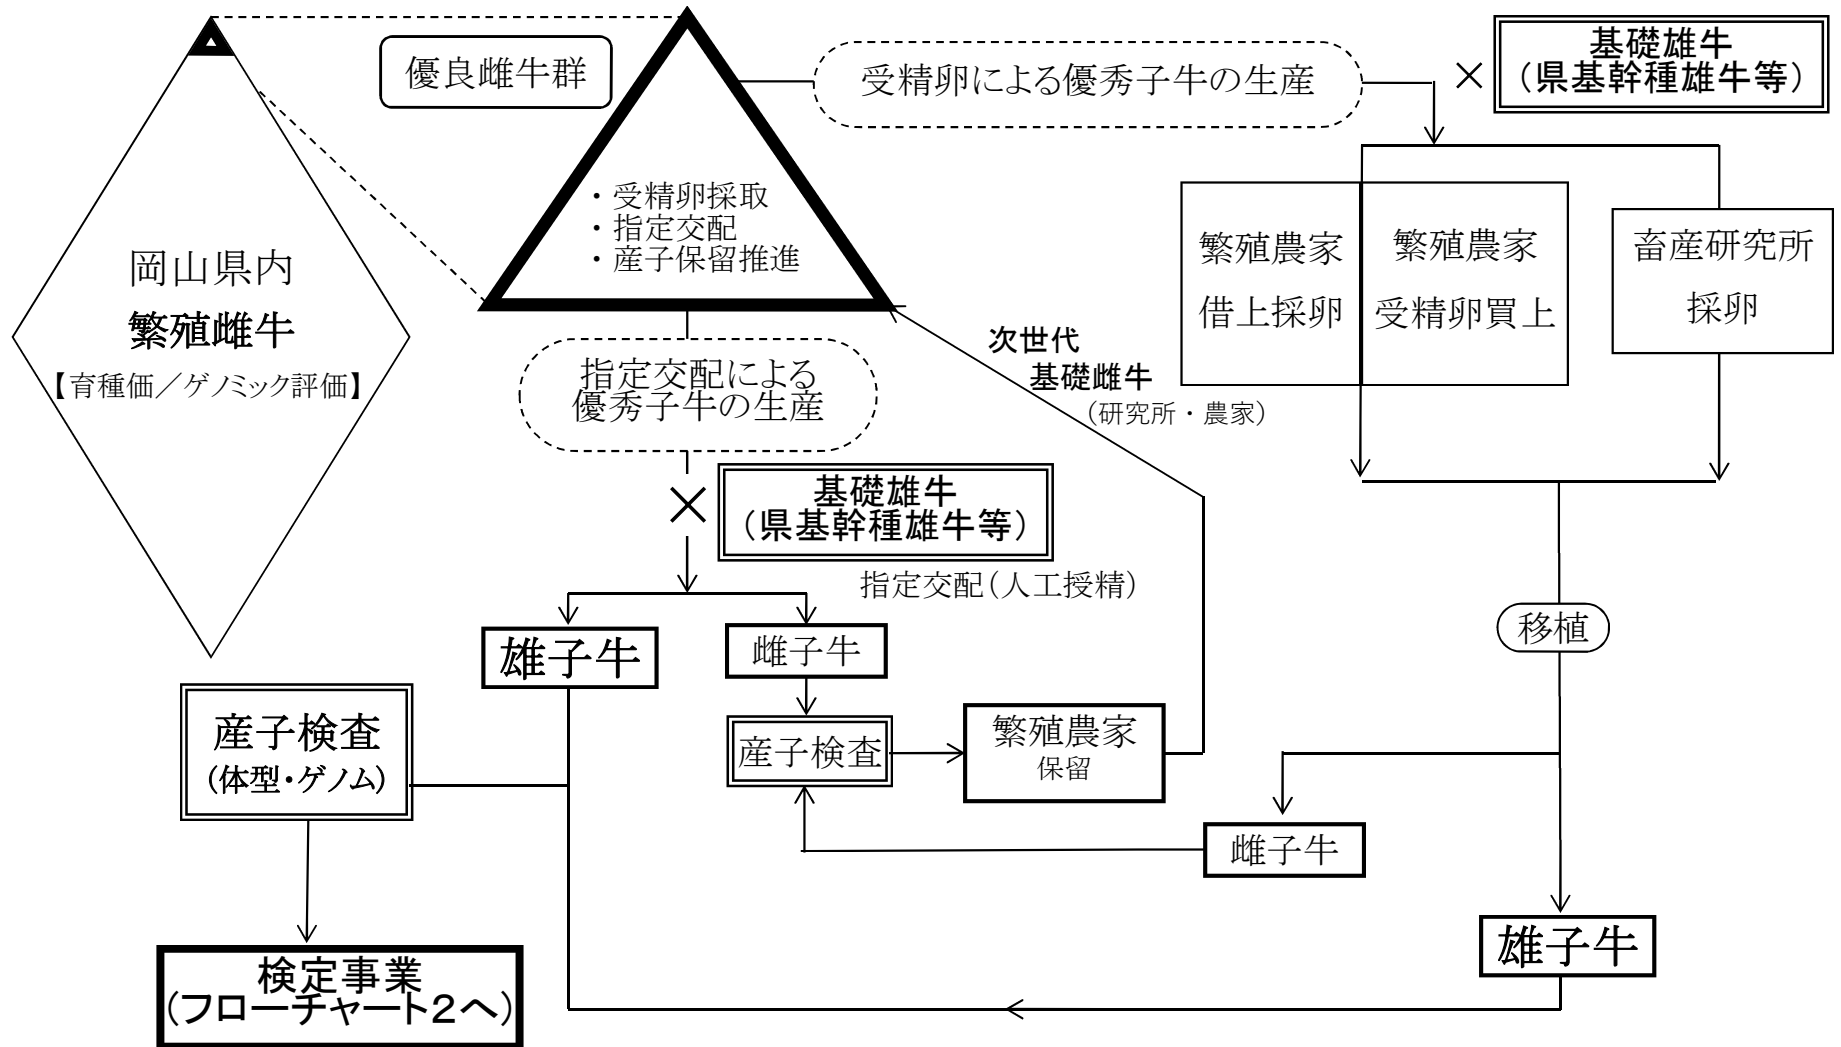 優良雌牛群
受精卵による優秀子牛の生産
×
基礎雄牛
（県基幹種雄牛等）
・受精卵採取
・指定交配
・産子保留推進
岡山県内
繁殖雌牛
【育種価／ゲノミック評価】
繁殖農家
借上採卵
繁殖農家
受精卵買上
畜産研究所
採卵
次世代
基礎雌牛
（研究所・農家）
指定交配による
優秀子牛の生産
×
基礎雄牛
（県基幹種雄牛等）
指定交配（人工授精）
雄子牛
雌子牛
移植
産子検査
（体型・ゲノム）
産子検査
繁殖農家
保留
雌子牛
雄子牛
検定事業
（フローチャート２へ）